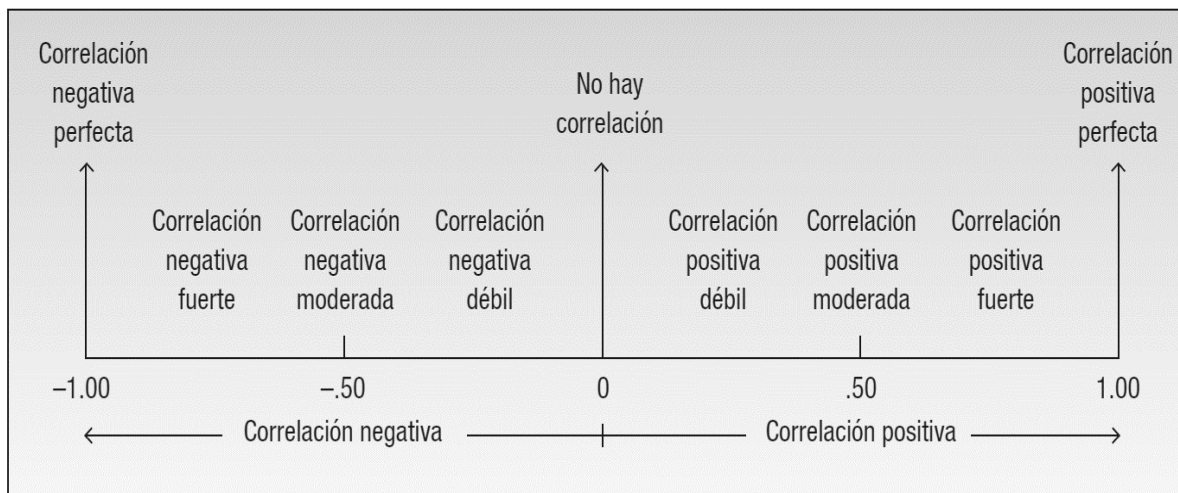 Correlación
negativa
perfecta
No hay
correlación
Correlación
positiva
perfecta
Correlación
negativa
fuerte
Correlación
negativa
moderada
Correlación
negativa
débil
Correlación
positiva
débil
Correlación
positiva
moderada
Correlación
positiva
fuerte
–1.00
–.50
0
.50
1.00
Correlación negativa
Correlación positiva